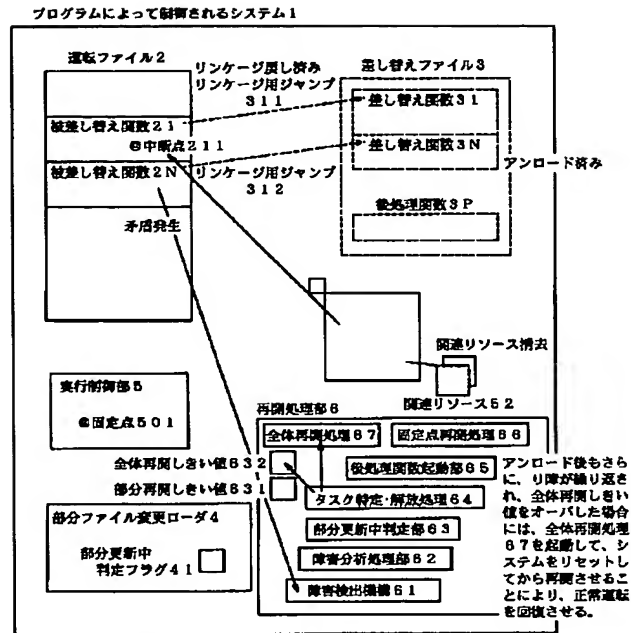 プログラムによって制御されるシステム1
運転ファイル2
リンケージ戻し済み
リンケージ用ジャンプ
311
差し替えファイル3
被差し替え関数21
@中断点211
差し替え関数31
被差し替え関数2N
リンケージ用ジャンプ
312
差し替え関数3N
アンロード済み
矛盾発生
後処理関数3P
関連リソース消去
実行制御部5
@固定点501
再開処理部6
関連リソース52
全体再開処理67
固定点再開処理66
全体再開しきい値632
後処理関数起動部65
部分再開しきい値631
タスク特定・解放処理64
部分ファイル変更ローダ4
部分更新中判定部63
部分更新中
判定フラグ41
障害分析処理部62
障害検出機構61
アンロード後もさら
に、り障が繰り返さ
れ、全体再開しきい
値をオーバした場合
には、全体再開処理
67を起動して、シ
ステムをリセットし
てから再開させるこ
とにより、正常運転
を回復させる。